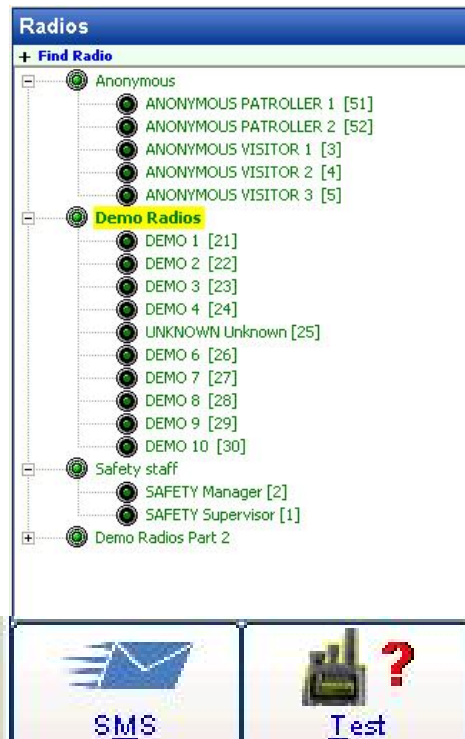 Radios
+ Find Radio
Anonymous
ANONYMOUS PATROLLER 1 [51]
ANONYMOUS PATROLLER 2 [52]
ANONYMOUS VISITOR 1 [3]
ANONYMOUS VISITOR 2 [4]
ANONYMOUS VISITOR 3 [5]
Demo Radios
DEMO 1 [21]
DEMO 2 [22]
DEMO 3 [23]
DEMO 4 [24]
UNKNOWN Unknown [25]
DEMO 6 [26]
DEMO 7 [27]
DEMO 8 [28]
DEMO 9 [29]
DEMO 10 [30]
Safety staff
SAFETY Manager [2]
SAFETY Supervisor [1]
Demo Radios Part 2
?
SMS Test